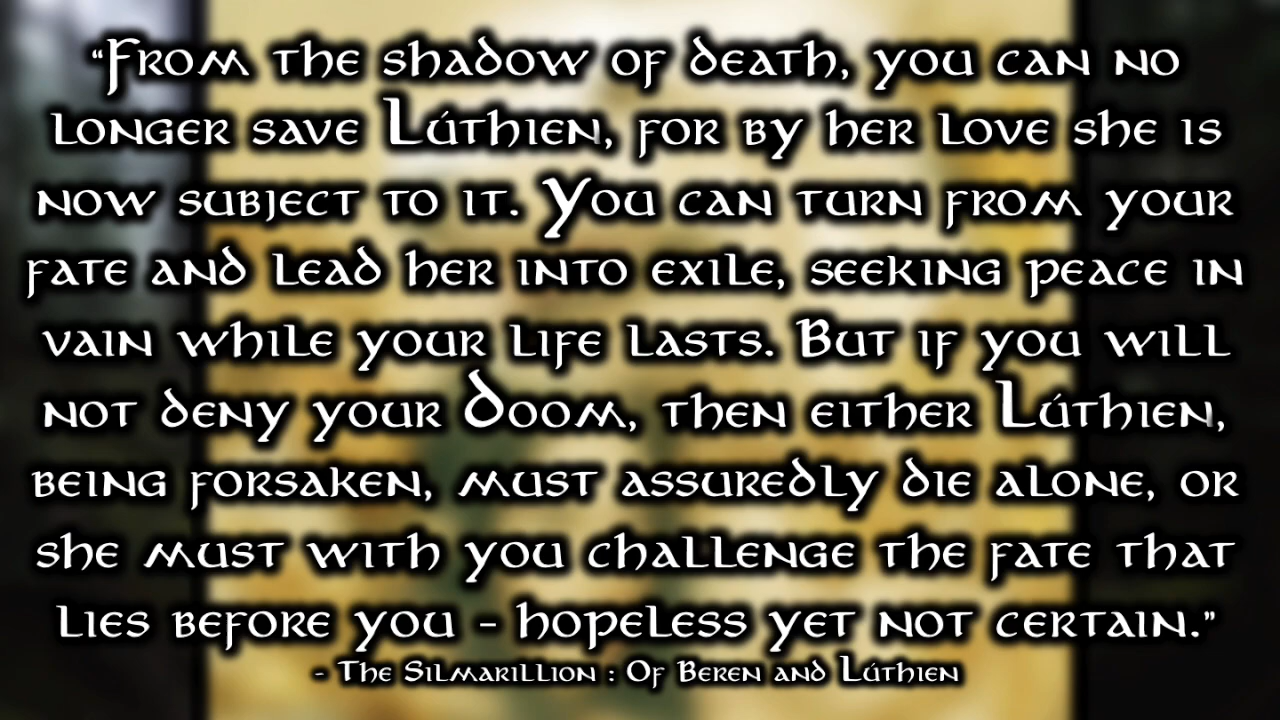 “From the shadow of death, you can no
longer save Lúthien, for by her love she is
now subject to it. You can turn from your
fate and lead her into exile, seeking peace in
vain while your life lasts. But if you will
not deny your Doom, then either Lúthien,
being forsaken, must assuredly die alone, or
she must with you challenge the fate that
lies before you - hopeless yet not certain.”
- The Silmarillion : Of Beren and Lúthien